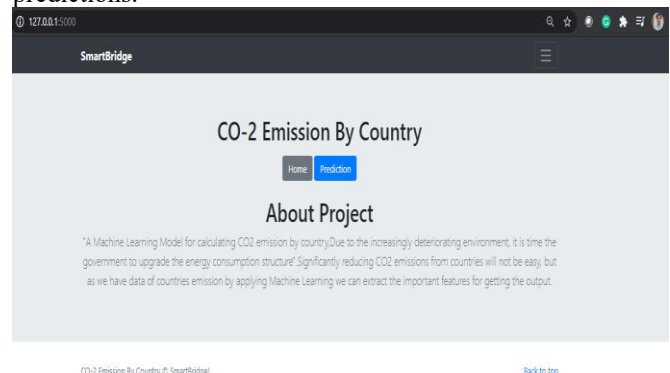 predictions.
127.0.0.1:5000
SmartBridge
CO-2 Emission By Country
Home Prediction
About Project
"A Machine Learning Model for calculating CO2 emission by country.Due to the increasingly deteriorating environment, it is time the
government to upgrade the energy consumption structure".Significantly reducing CO2 emissions from countries will not be easy, but
as we have data of countries emission by applying Machine Learning we can extract the important features for getting the output.
CO-2 Emission By Country © SmartBridge!
Back to top